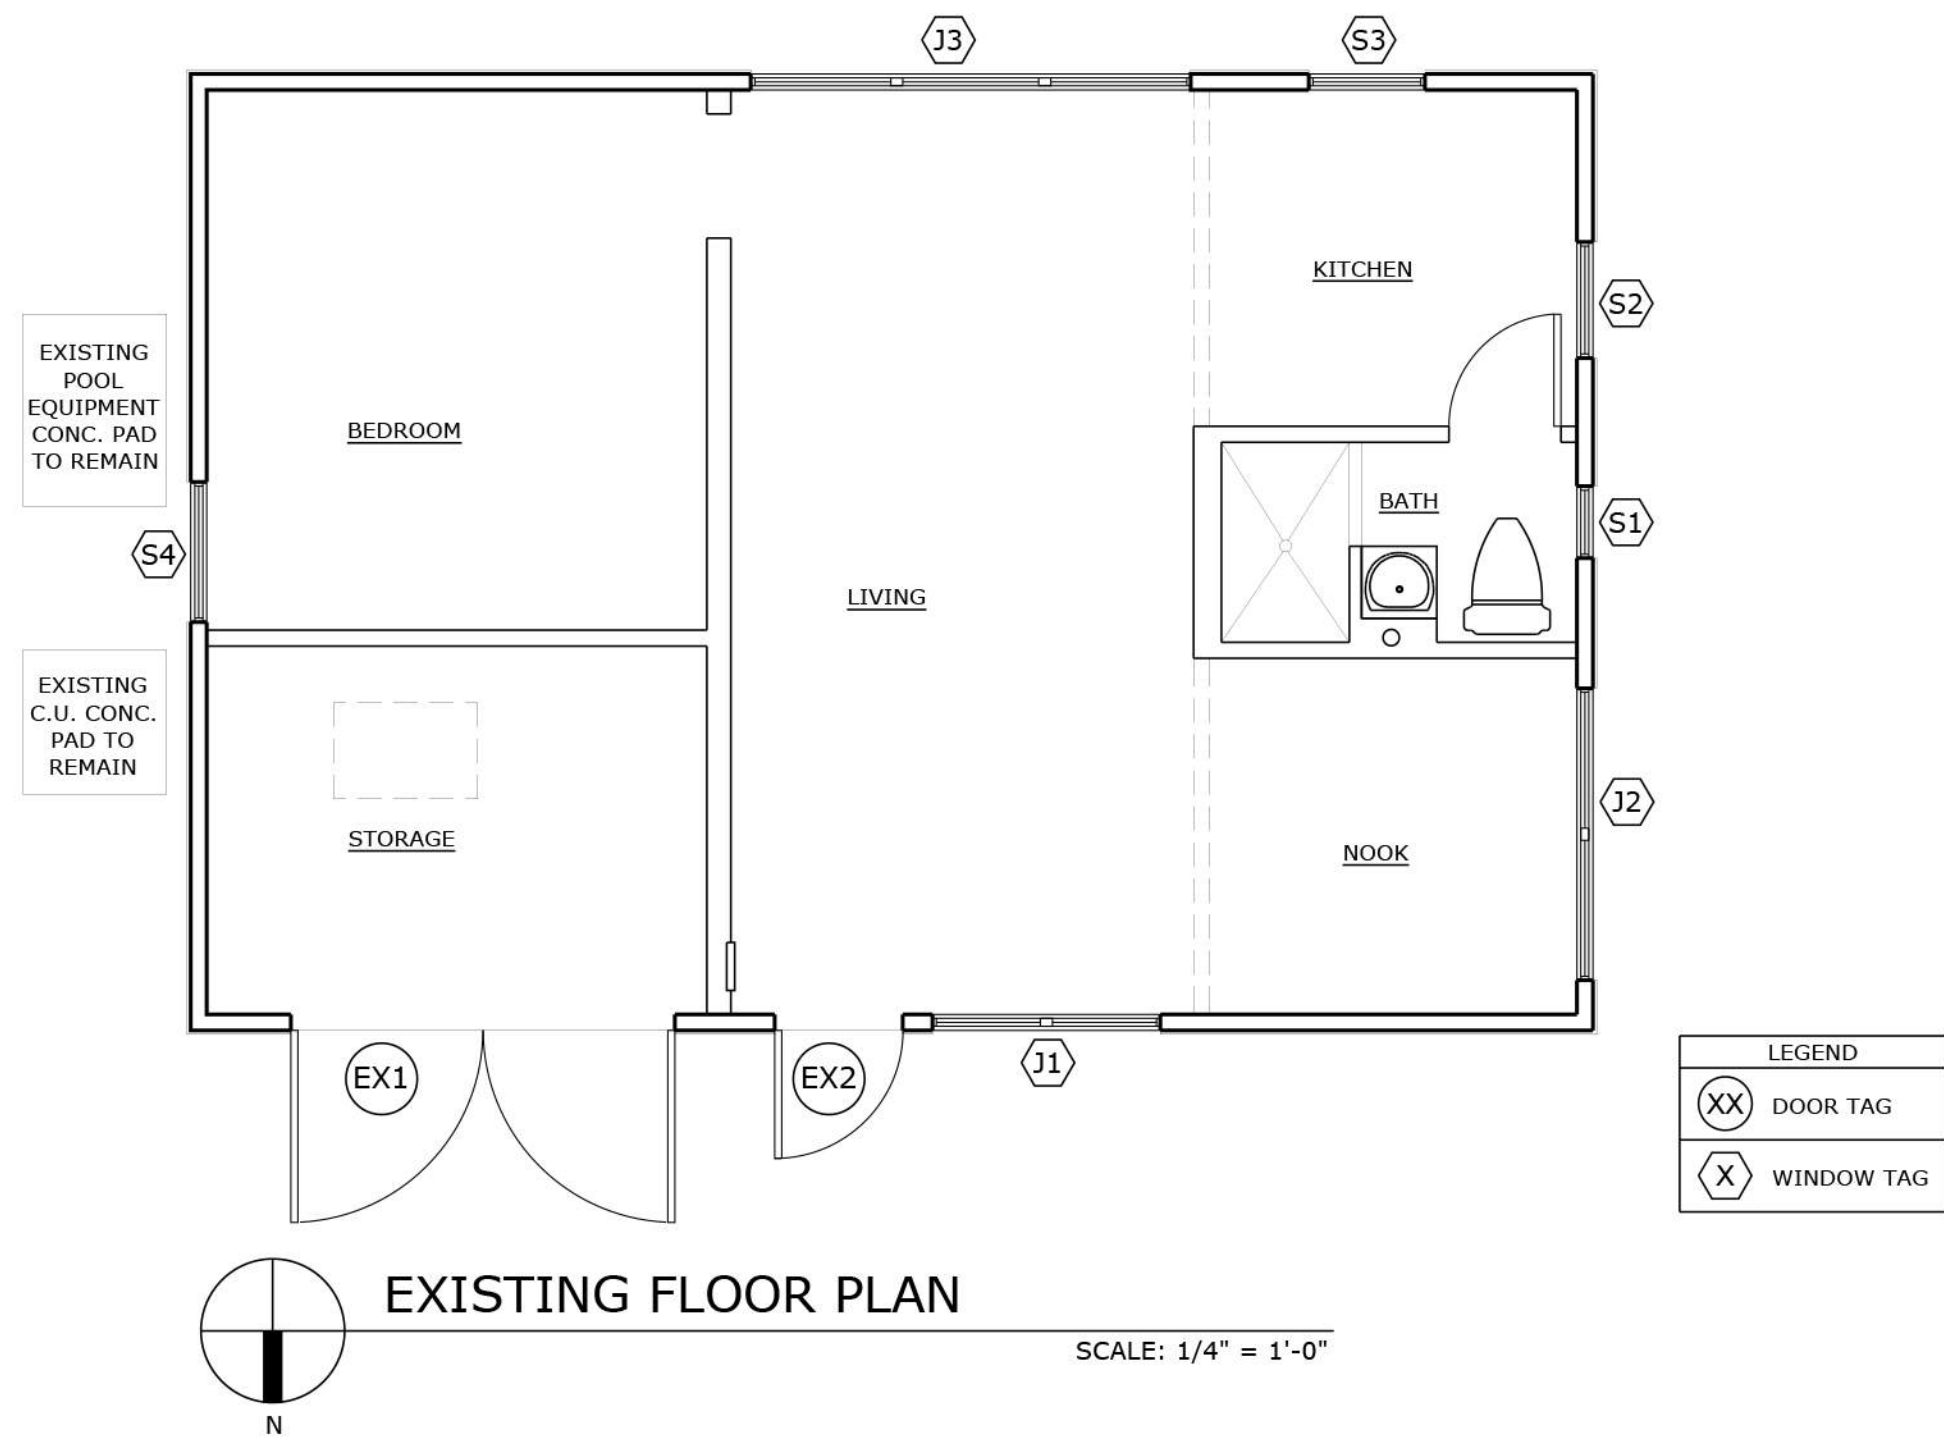 J3
S3
KITCHEN
S2
EXISTING
POOL
EQUIPMENT
CONC. PAD
TO REMAIN
BEDROOM
BATH
S1
S4
LIVING
EXISTING
C.U. CONC.
PAD TO
REMAIN
J2
STORAGE
NOOK
EX1
EX2
J1
LEGEND
XX DOOR TAG
X WINDOW TAG
EXISTING FLOOR PLAN
SCALE: 1/4" = 1'-0"
N